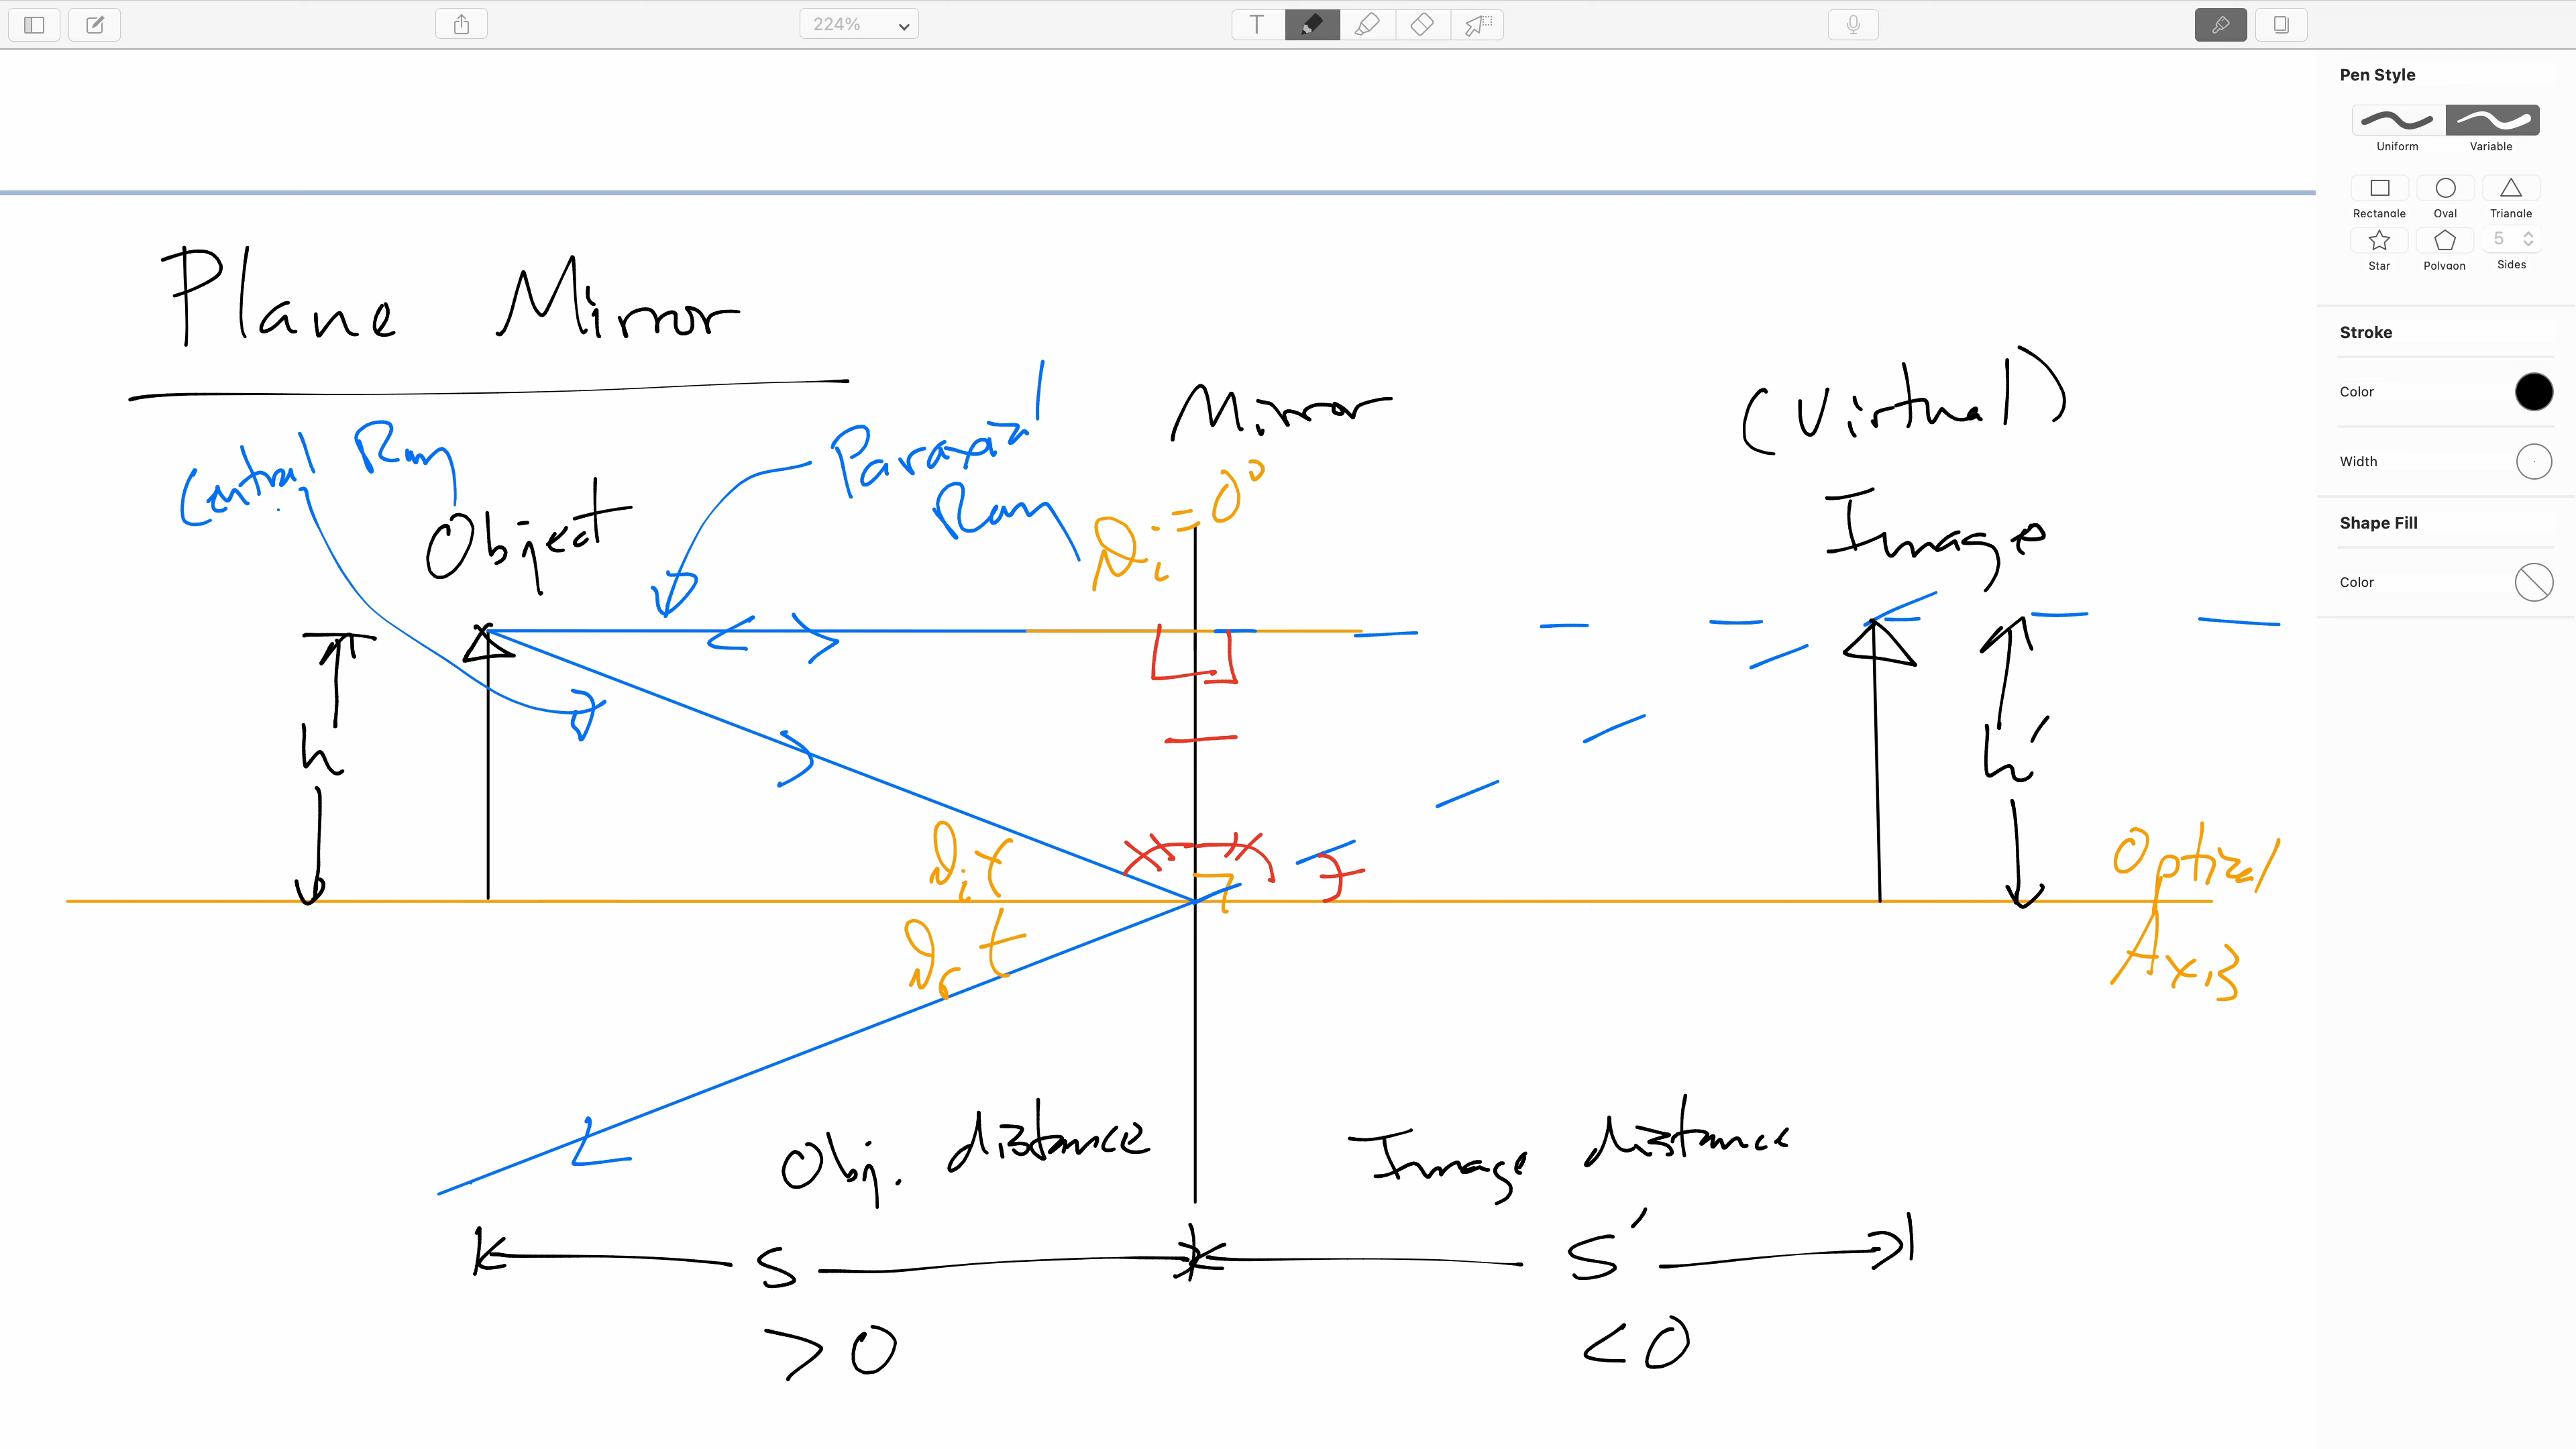 224%
T
Pen Style
Uniform
Variable
Rectangle
Oval
Triangle
5
Star
Polygon
Sides
Stroke
Color
Width
Shape Fill
Color
Plane Mirror
Central Ray
Paraxial
Ray
Mirror
(Virtual)
Object
θi = 0°
Image
h
h'
θi
θr
Optical
Axis
Obj. distance
Image distance
s
s'
>0
<0